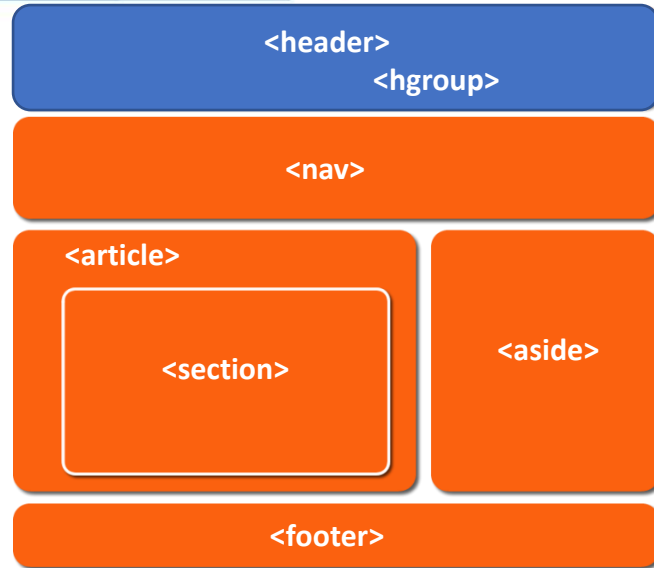 <header>
<hgroup>
<nav>
<article>
<section>
<aside>
<footer>